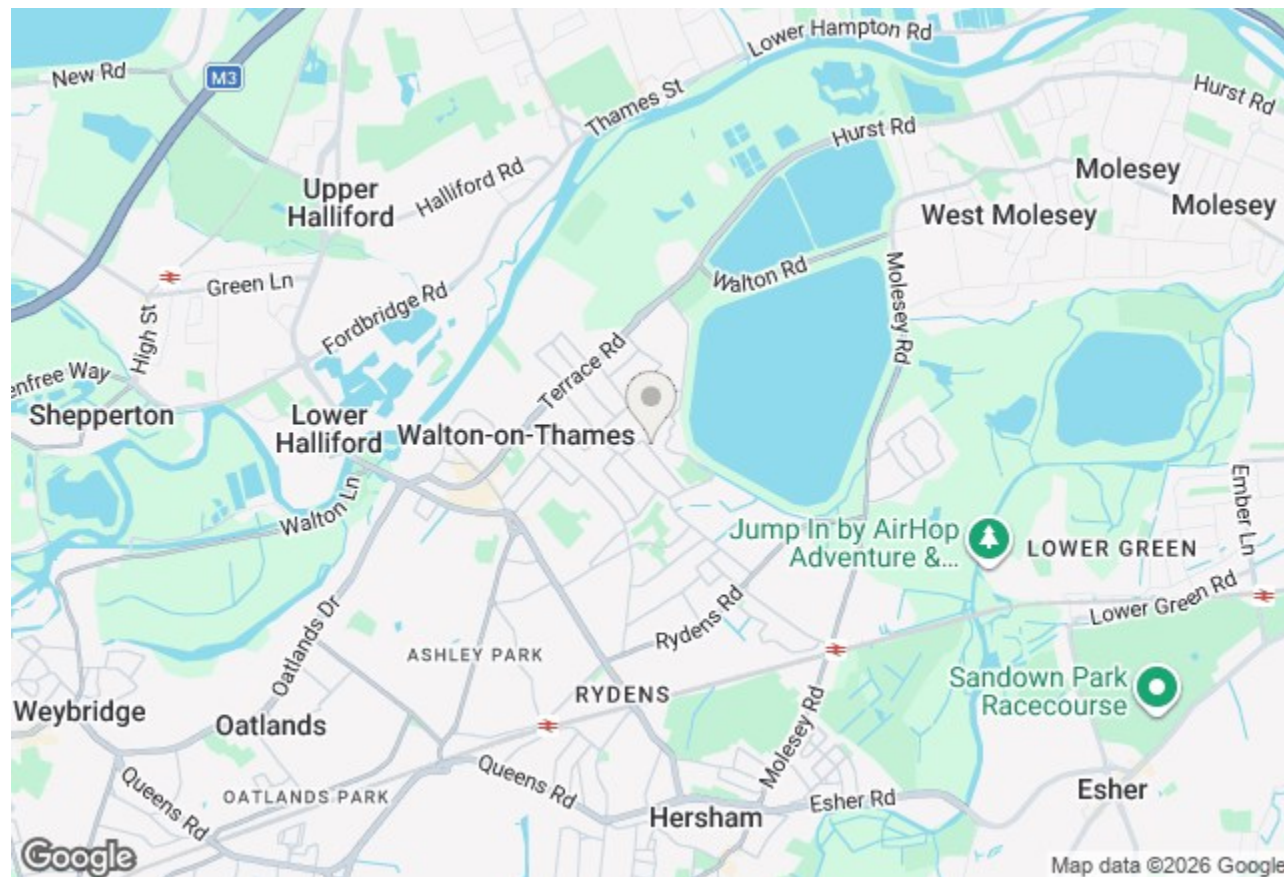 Lower Hampton Rd
New Rd
M3
Thames St
Hurst Rd
Hurst Rd
Upper
Halliford
Halliford Rd
Molesey
West Molesey
Molesey
Walton Rd
Green Ln
Molesey Rd
High St
Fordbridge Rd
Terrace Rd
enfree Way
Shepperton
Lower
Halliford
Walton-on-Thames
Walton Ln
Ember Ln
Jump In by AirHop
Adventure &...
LOWER GREEN
Lower Green Rd
Rydens Rd
Oatlands Dr
ASHLEY PARK
RYDENS
Sandown Park
Racecourse
Weybridge
Oatlands
Molesey Rd
Queens Rd
Queens Rd
OATLANDS PARK
Esher Rd
Esher
Hersham
Google
Map data ©2026 Google